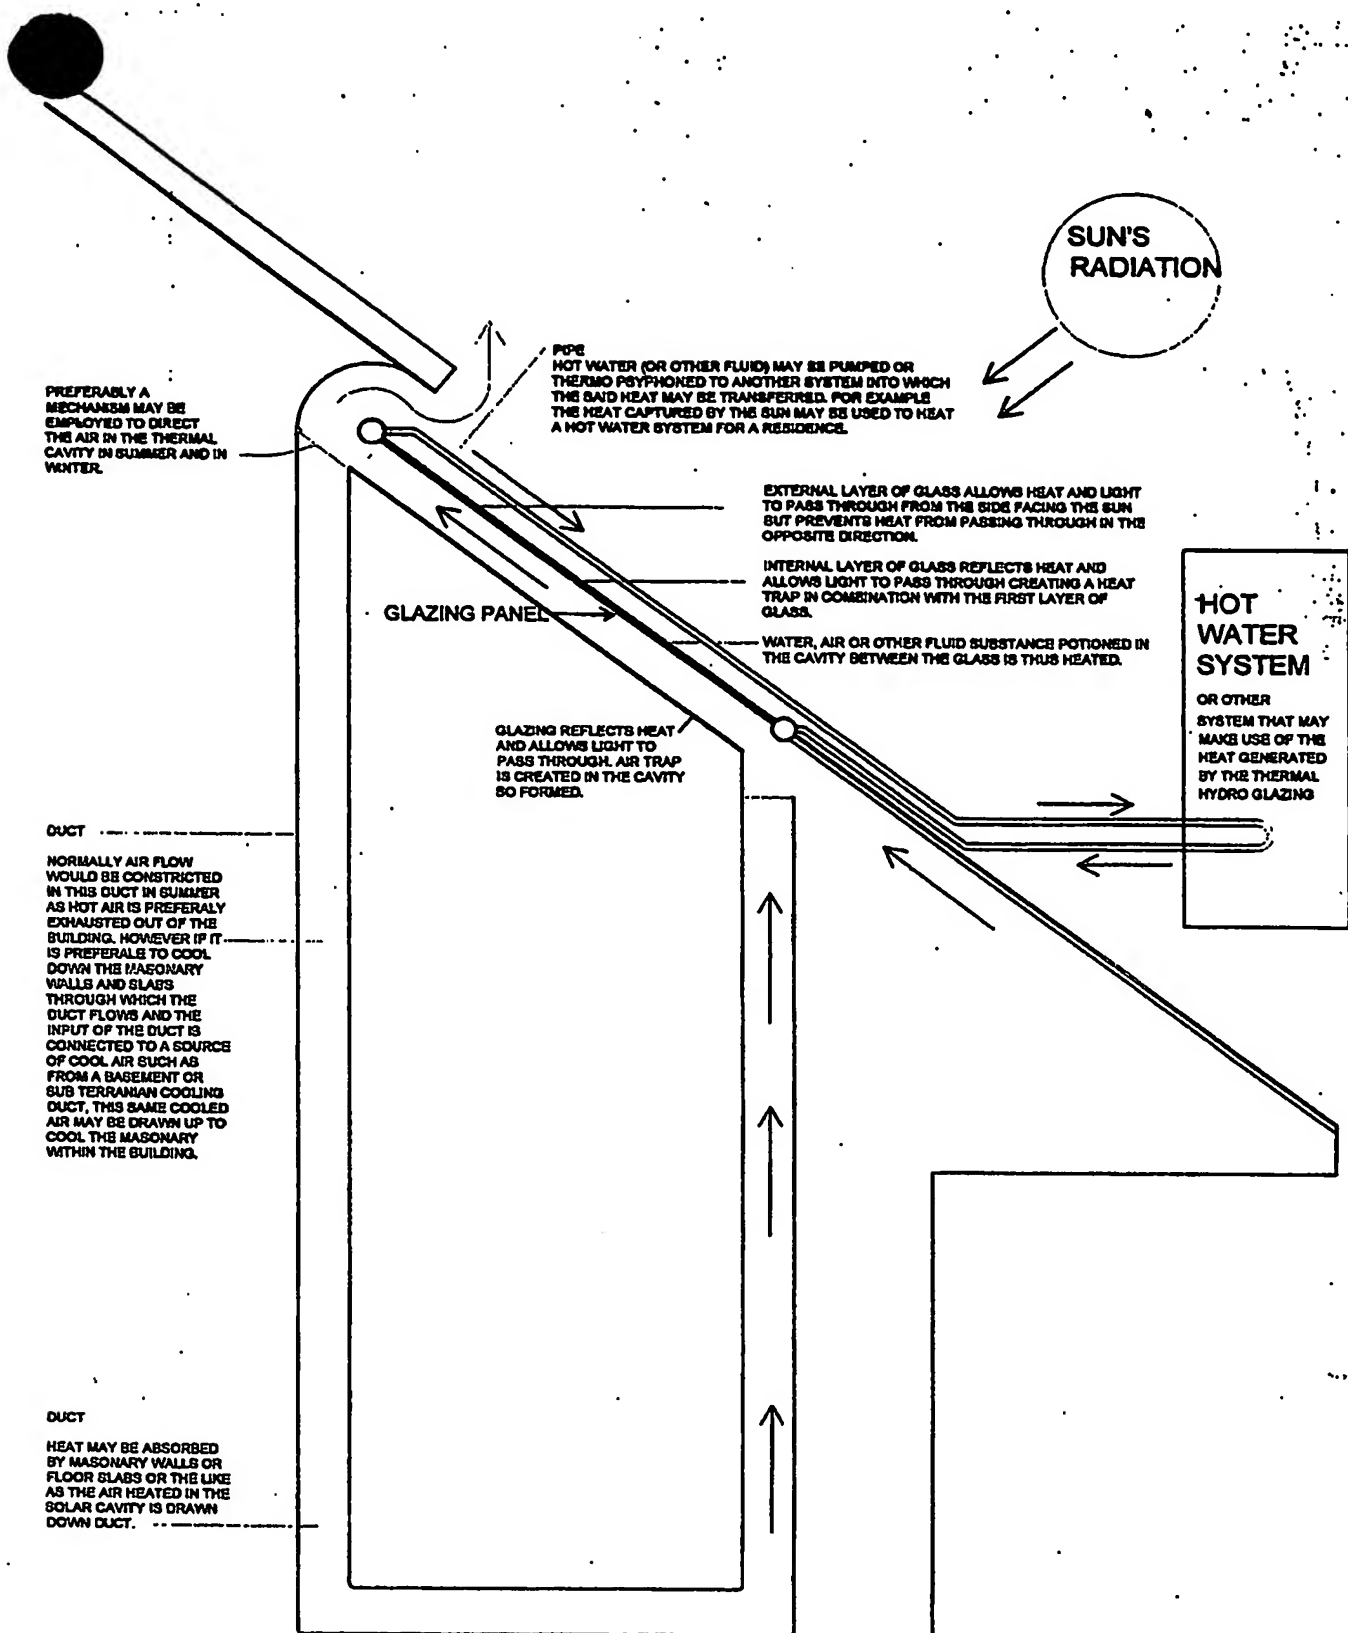 SUN'S
RADIATION
PIPE
HOT WATER (OR OTHER FLUID) MAY BE PUMPED OR
THERMO PSYPHONED TO ANOTHER SYSTEM INTO WHICH
THE SAID HEAT MAY BE TRANSFERRED. FOR EXAMPLE
THE HEAT CAPTURED BY THE SUN MAY BE USED TO HEAT
A HOT WATER SYSTEM FOR A RESIDENCE.
PREFERABLY A
MECHANISM MAY BE
EMPLOYED TO DIRECT
THE AIR IN THE THERMAL
CAVITY IN SUMMER AND IN
WINTER.
EXTERNAL LAYER OF GLASS ALLOWS HEAT AND LIGHT
TO PASS THROUGH FROM THE SIDE FACING THE SUN
BUT PREVENTS HEAT FROM PASSING THROUGH IN THE
OPPOSITE DIRECTION.
INTERNAL LAYER OF GLASS REFLECTS HEAT AND
ALLOWS LIGHT TO PASS THROUGH CREATING A HEAT
TRAP IN COMBINATION WITH THE FIRST LAYER OF
GLASS.
GLAZING PANEL
WATER, AIR OR OTHER FLUID SUBSTANCE POTIONED IN
THE CAVITY BETWEEN THE GLASS IS THUS HEATED.
HOT
WATER
SYSTEM
OR OTHER
SYSTEM THAT MAY
MAKE USE OF THE
HEAT GENERATED
BY THE THERMAL
HYDRO GLAZING
GLAZING REFLECTS HEAT
AND ALLOWS LIGHT TO
PASS THROUGH. AIR TRAP
IS CREATED IN THE CAVITY
SO FORMED.
DUCT
NORMALLY AIR FLOW
WOULD BE CONSTRICTED
IN THIS DUCT IN SUMMER
AS HOT AIR IS PREFERALY
EXHAUSTED OUT OF THE
BUILDING. HOWEVER IF IT
IS PREFERALE TO COOL
DOWN THE MASONARY
WALLS AND SLABS
THROUGH WHICH THE
DUCT FLOWS AND THE
INPUT OF THE DUCT IS
CONNECTED TO A SOURCE
OF COOL AIR SUCH AS
FROM A BASEMENT OR
SUB TERRANIAN COOLING
DUCT, THIS SAME COOLED
AIR MAY BE DRAWN UP TO
COOL THE MASONARY
WITHIN THE BUILDING.
DUCT
HEAT MAY BE ABSORBED
BY MASONARY WALLS OR
FLOOR SLABS OR THE LIKE
AS THE AIR HEATED IN THE
SOLAR CAVITY IS DRAWN
DOWN DUCT.